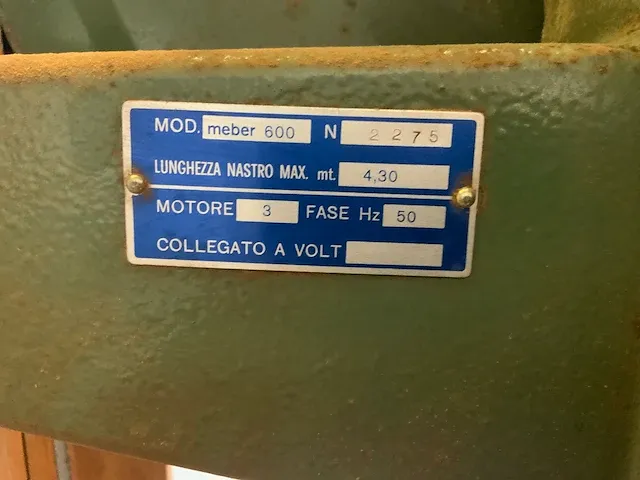 MOD. meber 600 N 2275
LUNGHEZZA NASTRO MAX. mt. 4,30
MOTORE 3 FASE Hz 50
COLLEGATO A VOLT